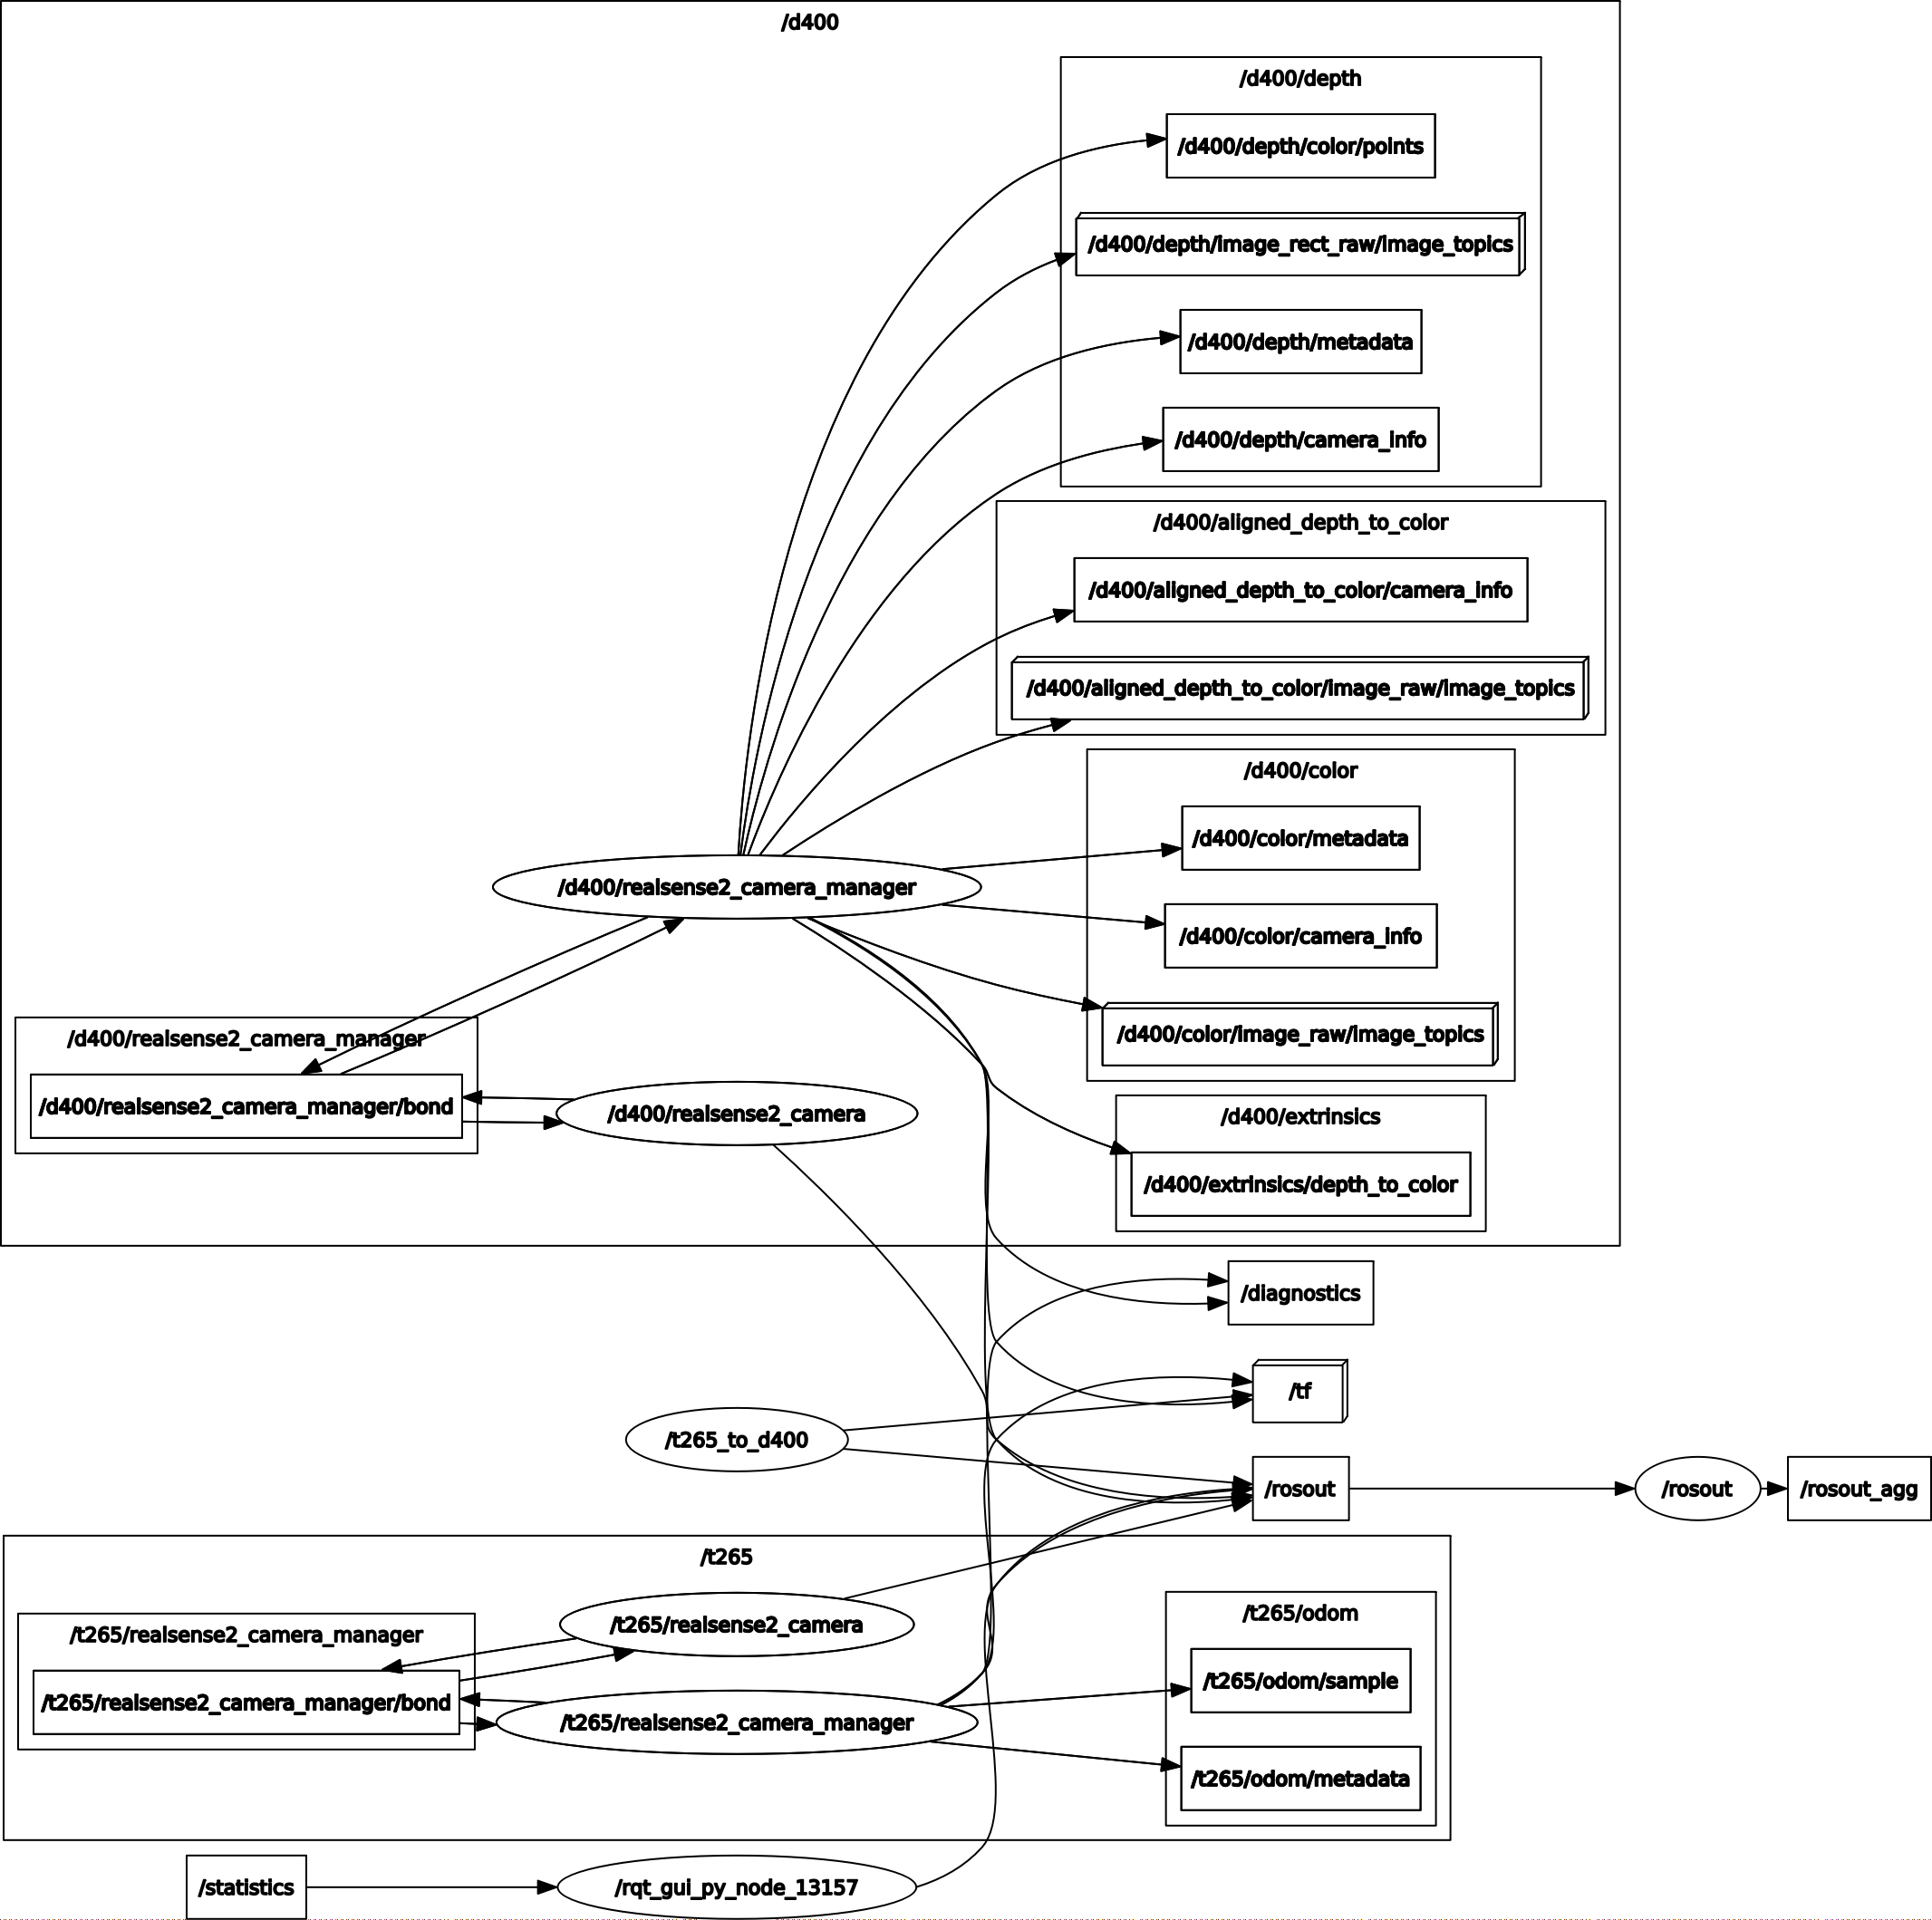 /d400
/d400/depth
/d400/depth/color/points
/d400/depth/image_rect_raw/image_topics
/d400/depth/metadata
/d400/depth/camera_info
/d400/aligned_depth_to_color
/d400/aligned_depth_to_color/camera_info
/d400/aligned_depth_to_color/image_raw/image_topics
/d400/color
/d400/color/metadata
/d400/realsense2_camera_manager
/d400/color/camera_info
/d400/color/image_raw/image_topics
/d400/realsense2_camera_manager
/d400/realsense2_camera_manager/bond
/d400/realsense2_camera
/d400/extrinsics
/d400/extrinsics/depth_to_color
/diagnostics
/tf
/t265_to_d400
/rosout
/rosout
/rosout_agg
/t265
/t265/realsense2_camera
/t265/realsense2_camera_manager
/t265/realsense2_camera_manager/bond
/t265/realsense2_camera_manager
/t265/odom
/t265/odom/sample
/t265/odom/metadata
/statistics
/rqt_gui_py_node_13157